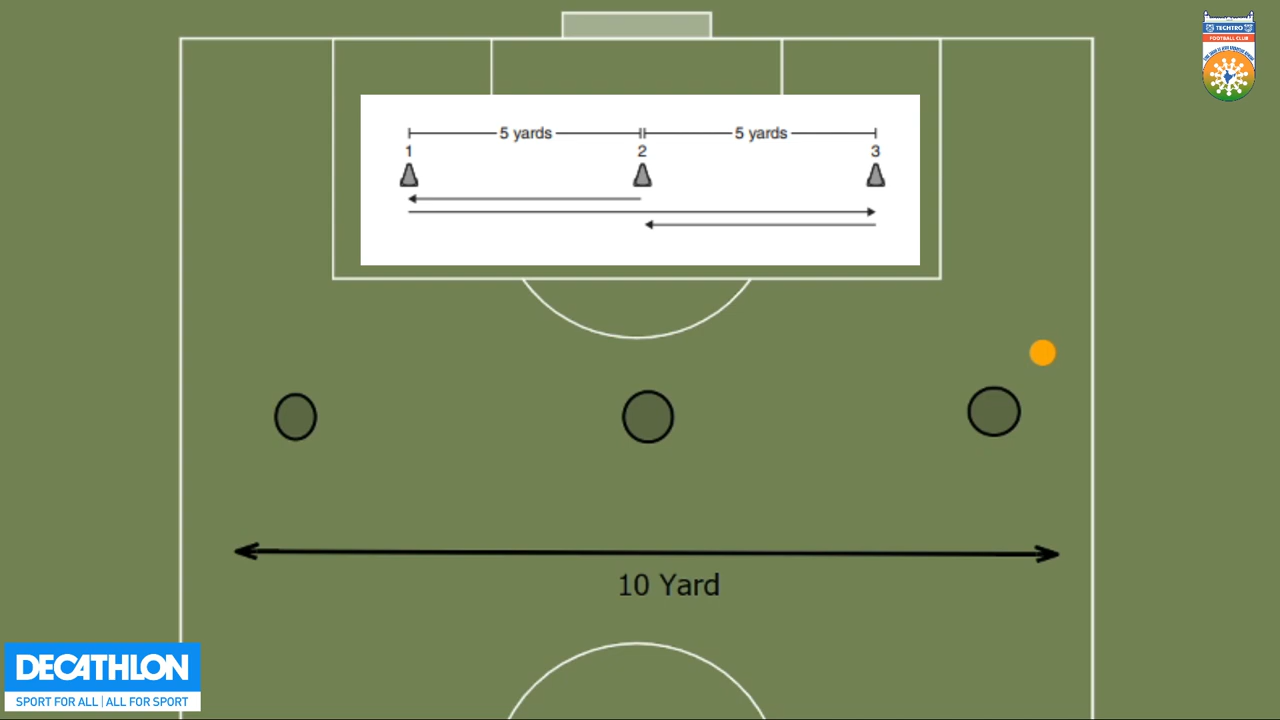 TECHTRO
FOOTBALL CLUB
5 yards 5 yards
1 2 3
10 Yard
DECATHLON
SPORT FOR ALL | ALL FOR SPORT